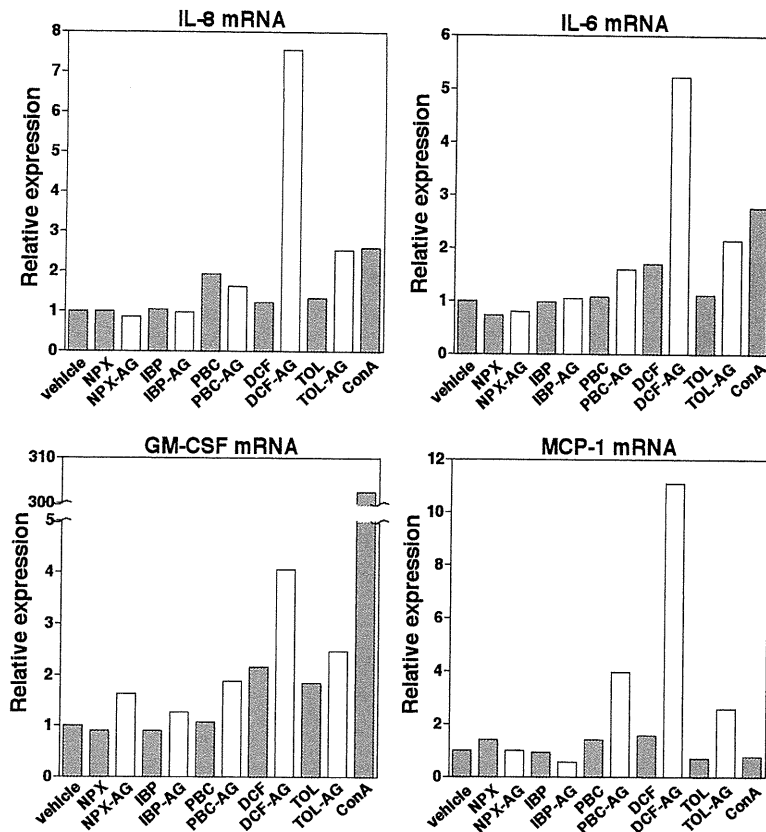 IL-8 mRNA
Relative expression
8
7
6
5
4
3
2
1
0
vehicle
NPX
NPX-AG
IBP
IBP-AG
PBC
PBC-AG
DCF
DCF-AG
TOL
TOL-AG
ConA
IL-6 mRNA
Relative expression
6
5
4
3
2
1
0
vehicle
NPX
NPX-AG
IBP
IBP-AG
PBC
PBC-AG
DCF
DCF-AG
TOL
TOL-AG
ConA
GM-CSF mRNA
Relative expression
310
300
5
4
3
2
1
0
vehicle
NPX
NPX-AG
IBP
IBP-AG
PBC
PBC-AG
DCF
DCF-AG
TOL
TOL-AG
ConA
MCP-1 mRNA
Relative expression
12
10
8
6
4
2
0
vehicle
NPX
NPX-AG
IBP
IBP-AG
PBC
PBC-AG
DCF
DCF-AG
TOL
TOL-AG
ConA